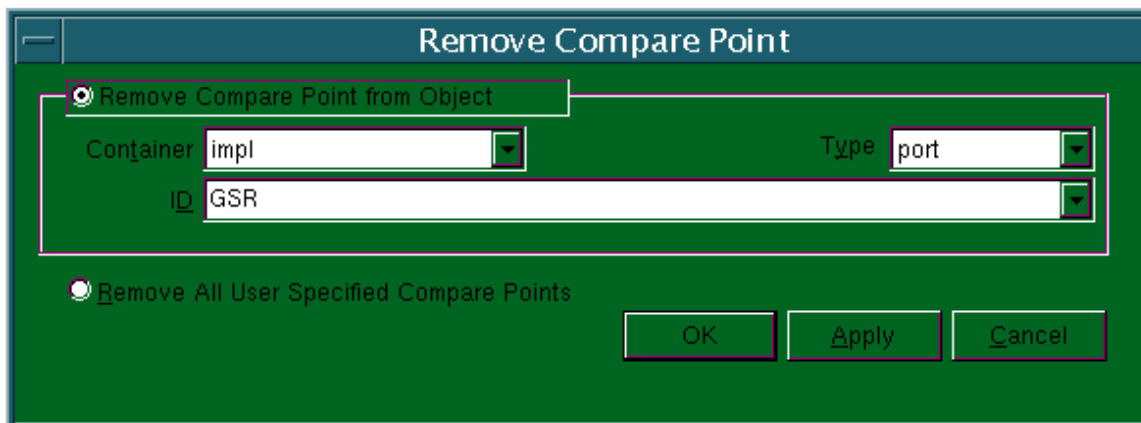 Remove Compare Point
Remove Compare Point from Object
Container impl Type port
ID GSR
Remove All User Specified Compare Points
OK Apply Cancel